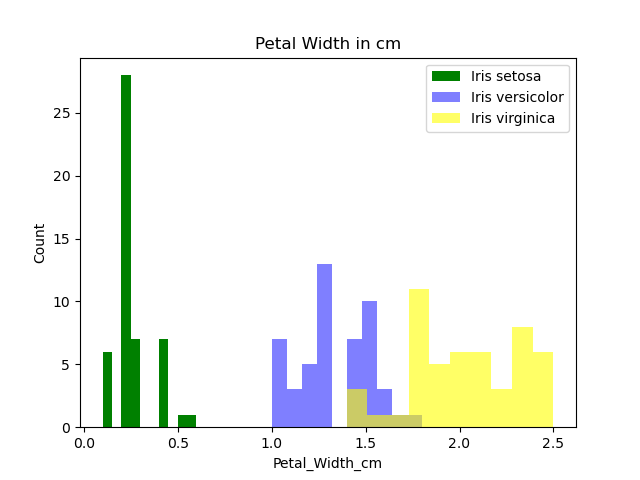 Petal Width in cm
Iris setosa
Iris versicolor
Iris virginica
Count
25
20
15
10
5
0
0.0 0.5 1.0 1.5 2.0 2.5
Petal_Width_cm